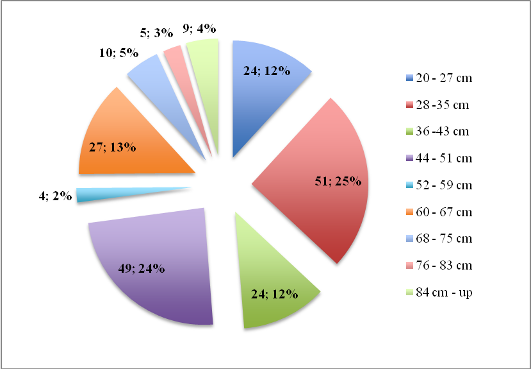 9; 4%
5; 3%
10; 5%
24; 12%
27; 13%
51; 25%
4; 2%
49; 24%
24; 12%
20 - 27 cm
28 -35 cm
36 -43 cm
44 - 51 cm
52 - 59 cm
60 - 67 cm
68 - 75 cm
76 - 83 cm
84 cm - up